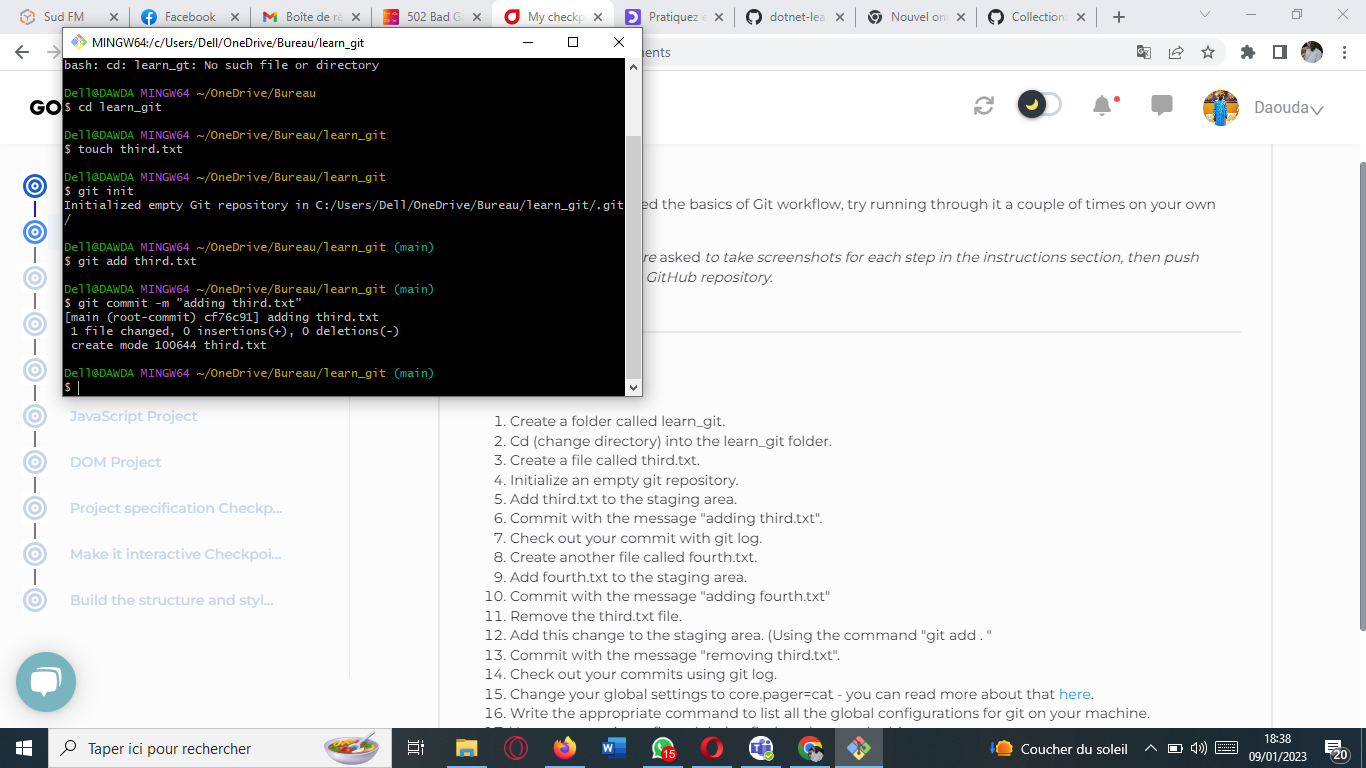 Sud FM
Facebook
Boîte de ré
502 Bad G
My checkp
Pratiquez e
dotnet-lea
Nouvel on
Collection
MINGW64:/c/Users/Dell/OneDrive/Bureau/learn_git
bash: cd: learn_gt: No such file or directory
Dell@DAWDA MINGW64 ~/OneDrive/Bureau
$ cd learn_git
Dell@DAWDA MINGW64 ~/OneDrive/Bureau/learn_git
$ touch third.txt
Dell@DAWDA MINGW64 ~/OneDrive/Bureau/learn_git
$ git init
Initialized empty Git repository in C:/Users/Dell/OneDrive/Bureau/learn_git/.git
/
Dell@DAWDA MINGW64 ~/OneDrive/Bureau/learn_git (main)
$ git add third.txt
Dell@DAWDA MINGW64 ~/OneDrive/Bureau/learn_git (main)
$ git commit -m "adding third.txt"
[main (root-commit) cf76c91] adding third.txt
1 file changed, 0 insertions(+), 0 deletions(-)
create mode 100644 third.txt
Dell@DAWDA MINGW64 ~/OneDrive/Bureau/learn_git (main)
$
nents
GO
Daouda
ed the basics of Git workflow, try running through it a couple of times on your own
re asked to take screenshots for each step in the instructions section, then push
GitHub repository.
JavaScript Project
DOM Project
Project specification Checkp...
Make it interactive Checkpoi...
Build the structure and styl...
1. Create a folder called learn_git.
2. Cd (change directory) into the learn_git folder.
3. Create a file called third.txt.
4. Initialize an empty git repository.
5. Add third.txt to the staging area.
6. Commit with the message "adding third.txt".
7. Check out your commit with git log.
8. Create another file called fourth.txt.
9. Add fourth.txt to the staging area.
10. Commit with the message "adding fourth.txt"
11. Remove the third.txt file.
12. Add this change to the staging area. (Using the command "git add . "
13. Commit with the message "removing third.txt".
14. Check out your commits using git log.
15. Change your global settings to core.pager=cat - you can read more about that here.
16. Write the appropriate command to list all the global configurations for git on your machine.
Taper ici pour rechercher
15
Coucher du soleil
18:38
09/01/2023
20